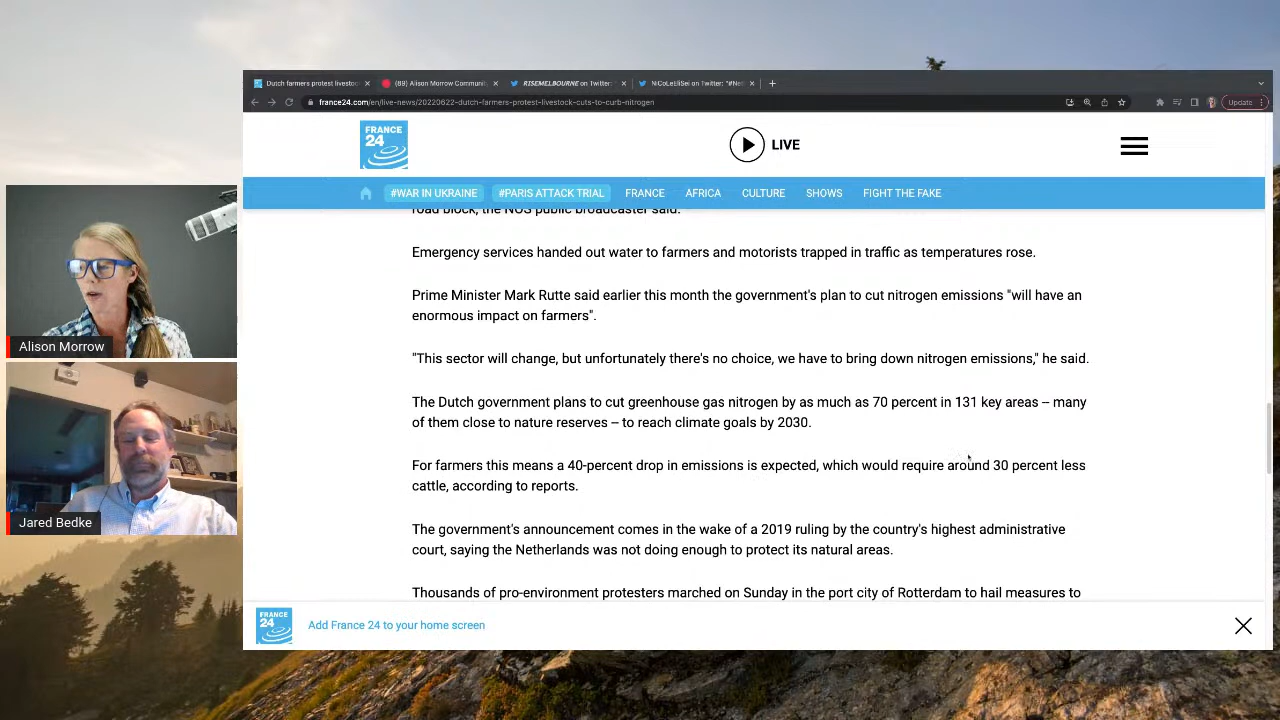 Dutch farmers protest livestoc
(89) Alison Morrow Communit
RISEMELBOURNE on Twitter: "
NiCoLeEliSei on Twitter: "#Net
france24.com/en/live-news/20220622-dutch-farmers-protest-livestock-cuts-to-curb-nitrogen
Update
FRANCE
24
LIVE
#WAR IN UKRAINE
#PARIS ATTACK TRIAL
FRANCE
AFRICA
CULTURE
SHOWS
FIGHT THE FAKE
road block, the NOS public broadcaster said.
Emergency services handed out water to farmers and motorists trapped in traffic as temperatures rose.
Prime Minister Mark Rutte said earlier this month the government's plan to cut nitrogen emissions "will have an
enormous impact on farmers".
"This sector will change, but unfortunately there's no choice, we have to bring down nitrogen emissions," he said.
The Dutch government plans to cut greenhouse gas nitrogen by as much as 70 percent in 131 key areas -- many
of them close to nature reserves -- to reach climate goals by 2030.
For farmers this means a 40-percent drop in emissions is expected, which would require around 30 percent less
cattle, according to reports.
The government's announcement comes in the wake of a 2019 ruling by the country's highest administrative
court, saying the Netherlands was not doing enough to protect its natural areas.
Thousands of pro-environment protesters marched on Sunday in the port city of Rotterdam to hail measures to
FRANCE
24
Add France 24 to your home screen
Alison Morrow
Jared Bedke